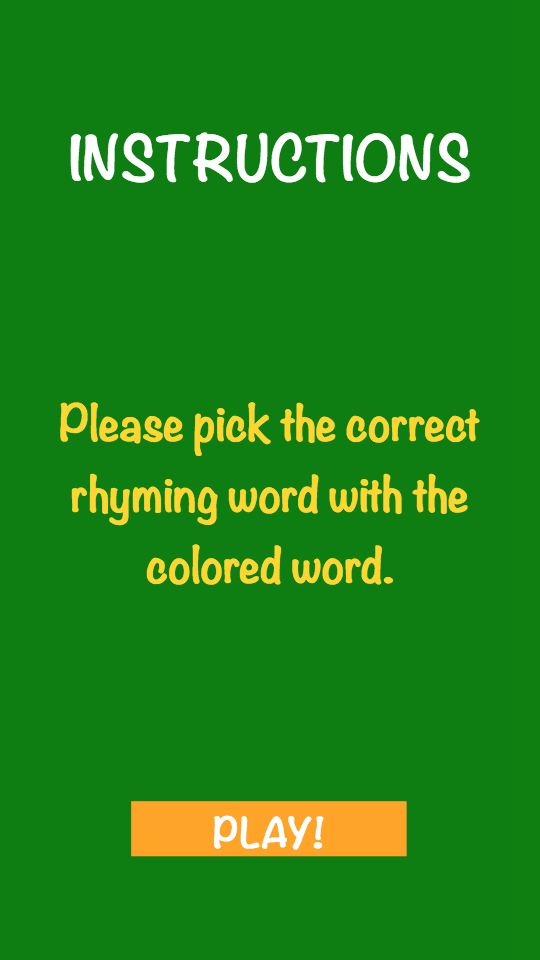 INSTRUCTIONS
Please pick the correct
rhyming word with the
colored word.
PLAY!